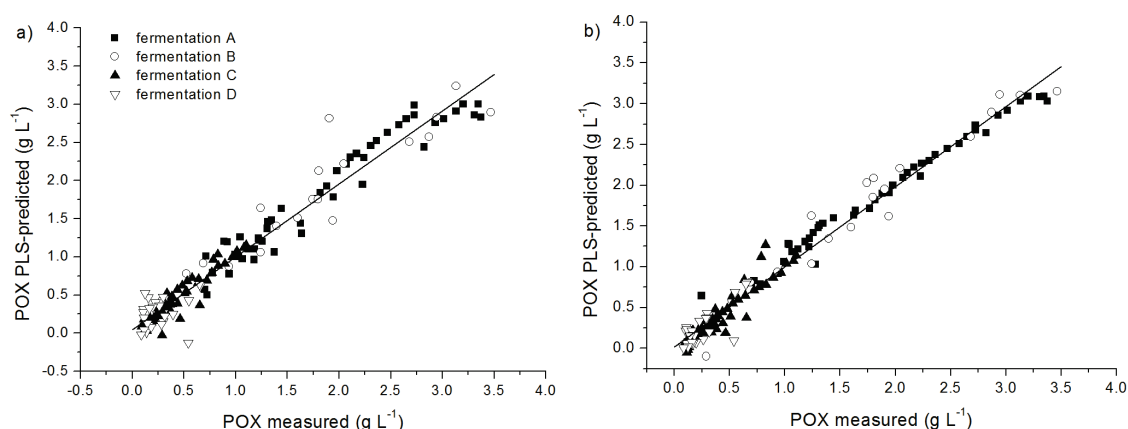 a)
fermentation A
fermentation B
fermentation C
fermentation D
4.0
3.5
3.0
2.5
2.0
1.5
1.0
0.5
0.0
-0.5
POX PLS-predicted (g L⁻¹)
0.0 0.5 1.0 1.5 2.0 2.5 3.0 3.5 4.0
POX measured (g L⁻¹)
b)
4.0
3.5
3.0
2.5
2.0
1.5
1.0
0.5
0.0
POX PLS-predicted (g L⁻¹)
0.0 0.5 1.0 1.5 2.0 2.5 3.0 3.5 4.0
POX measured (g L⁻¹)